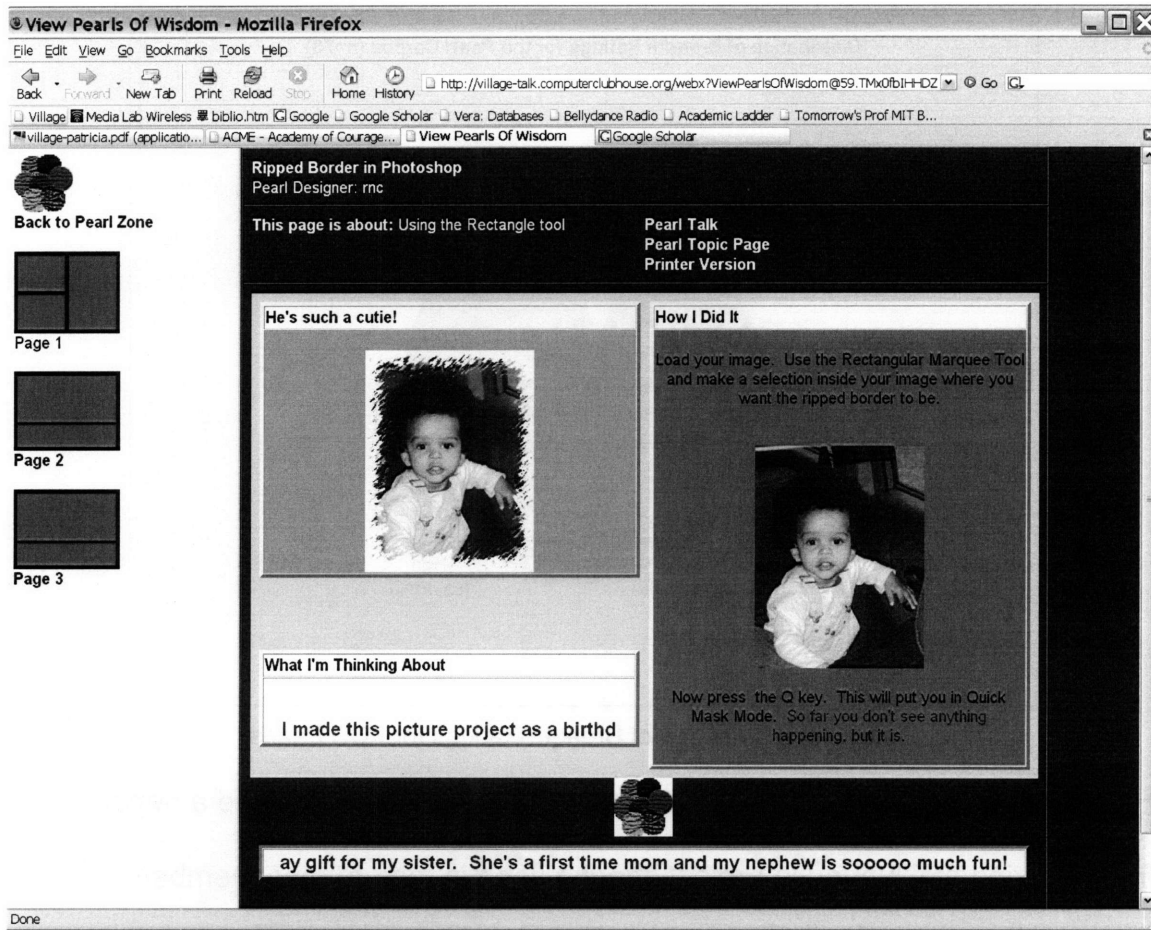 View Pearls Of Wisdom - Mozilla Firefox
File Edit View Go Bookmarks Tools Help
Back Forward New Tab Print Reload Stop Home History http://village-talk.computerclubhouse.org/webx?ViewPearlsOfWisdom@59.TMx0fbIHHDZ Go
Village Media Lab Wireless biblio.htm Google Google Scholar Vera: Databases Bellydance Radio Academic Ladder Tomorrow's Prof MIT B...
village-patricia.pdf (applicatio... ACME - Academy of Courage... View Pearls Of Wisdom Google Scholar
Back to Pearl Zone
Page 1
Page 2
Page 3
Ripped Border in Photoshop
Pearl Designer: rnc
This page is about: Using the Rectangle tool
Pearl Talk
Pearl Topic Page
Printer Version
He's such a cutie!
What I'm Thinking About
I made this picture project as a birthd
How I Did It
Load your image. Use the Rectangular Marquee Tool
and make a selection inside your image where you
want the ripped border to be.
Now press the Q key. This will put you in Quick
Mask Mode. So far you don't see anything
happening, but it is.
ay gift for my sister. She's a first time mom and my nephew is sooooo much fun!
Done